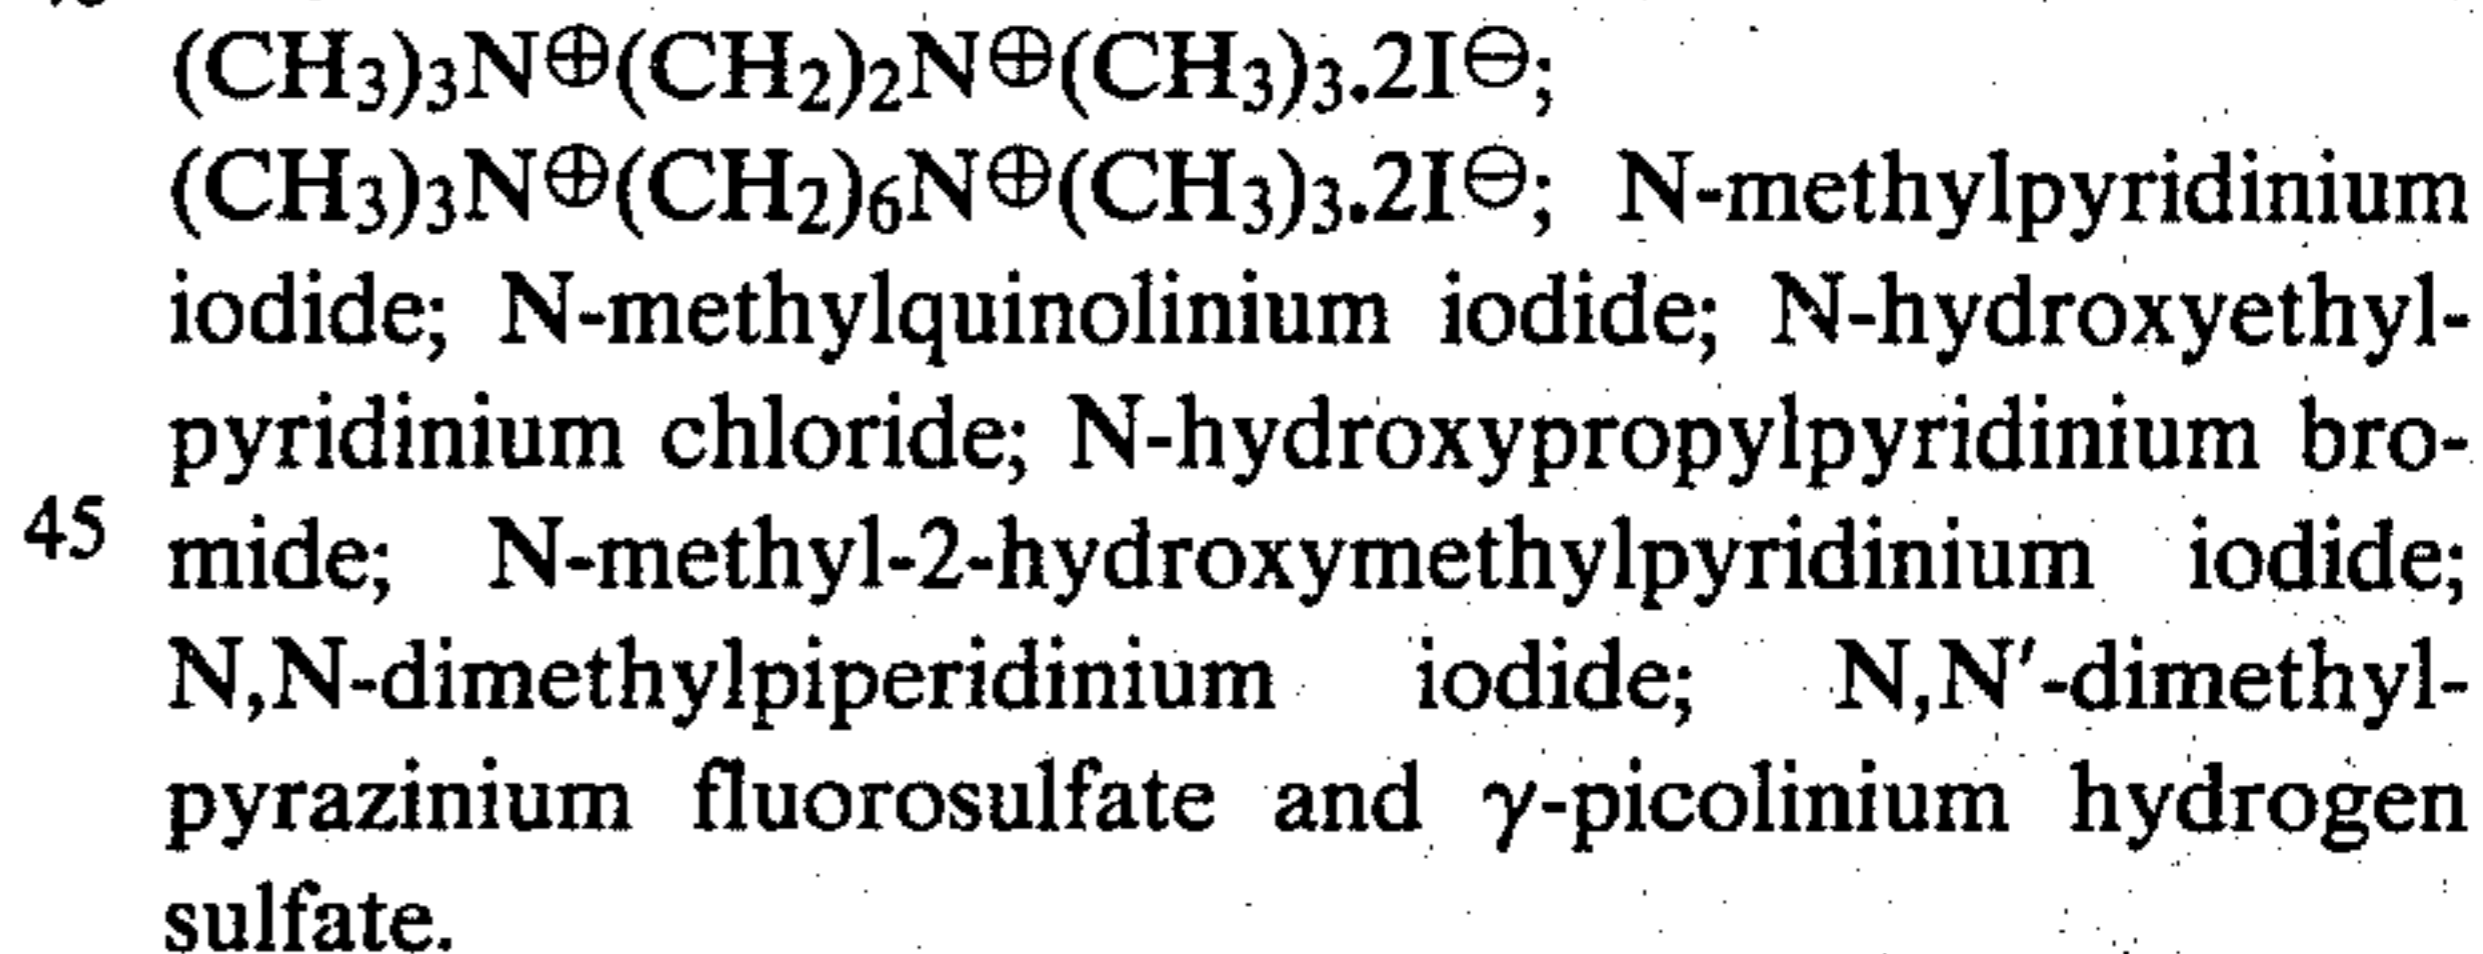 (CH₃)₃N⊕(CH₂)₂N⊕(CH₃)₃.2I⊖;
(CH₃)₃N⊕(CH₂)₆N⊕(CH₃)₃.2I⊖; N-methylpyridinium
iodide; N-methylquinolinium iodide; N-hydroxyethyl-
pyridinium chloride; N-hydroxypropylpyridinium bro-
45 mide; N-methyl-2-hydroxymethylpyridinium iodide;
N,N-dimethylpiperidinium iodide; N,N′-dimethyl-
pyrazinium fluorosulfate and γ-picolinium hydrogen
sulfate.